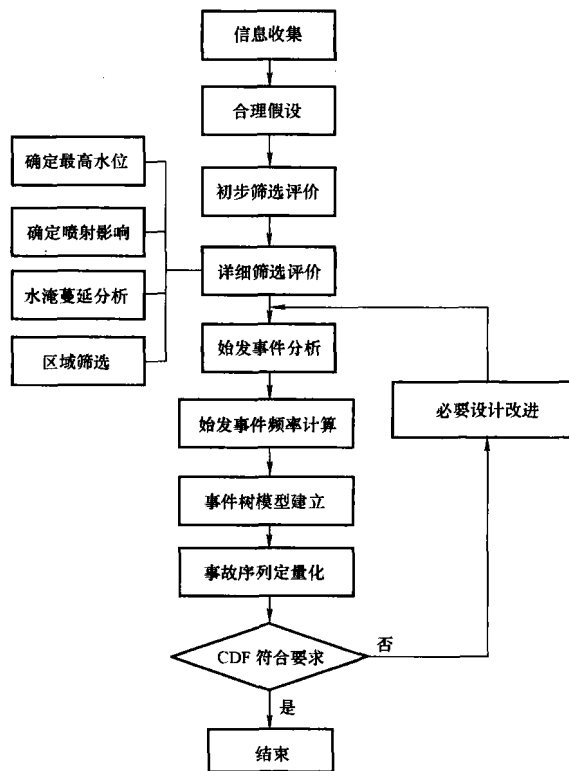 信息收集
合理假设
确定最高水位
初步筛选评价
确定喷射影响
详细筛选评价
水淹蔓延分析
始发事件分析
区域筛选
必要设计改进
始发事件频率计算
事件树模型建立
事故序列定量化
CDF 符合要求
否
是
结束